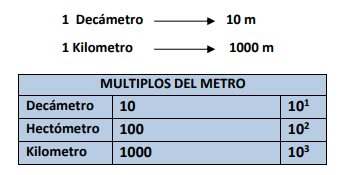 1 Decámetro → 10 m
1 Kilometro → 1000 m
MULTIPLOS DEL METRO
Decámetro 10 10¹
Hectómetro 100 10²
Kilometro 1000 10³